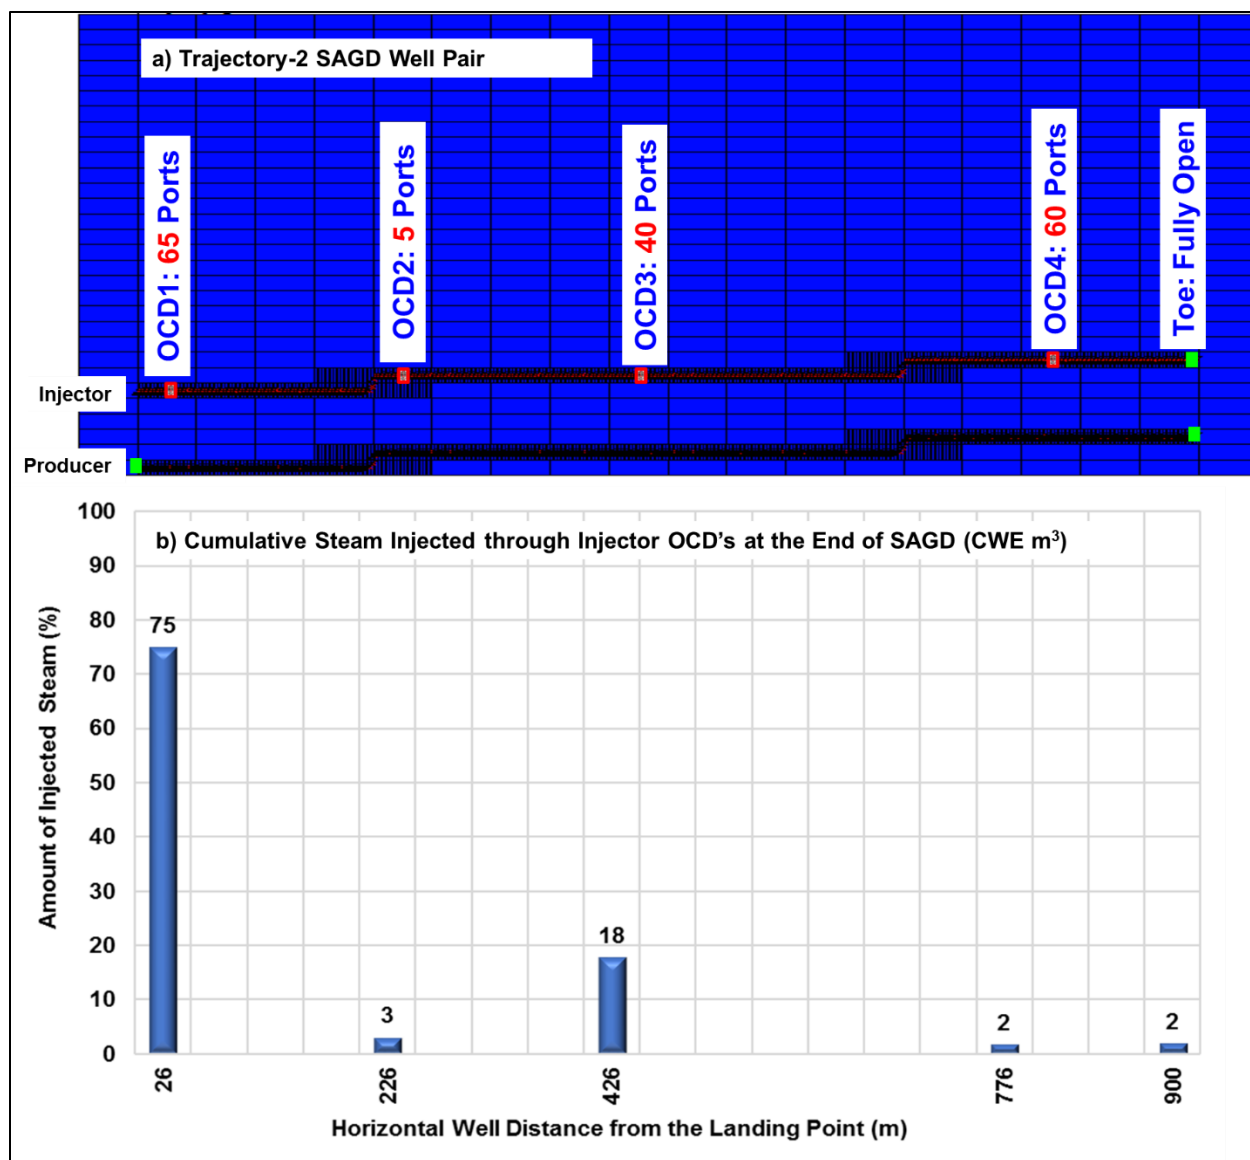 a) Trajectory-2 SAGD Well Pair
OCD1: 65 Ports
OCD2: 5 Ports
OCD3: 40 Ports
OCD4: 60 Ports
Toe: Fully Open
Injector
Producer
b) Cumulative Steam Injected through Injector OCD's at the End of SAGD (CWE m³)
Amount of Injected Steam (%)
100
90
80
70
60
50
40
30
20
10
0
75
3
18
2
2
26
226
426
776
900
Horizontal Well Distance from the Landing Point (m)